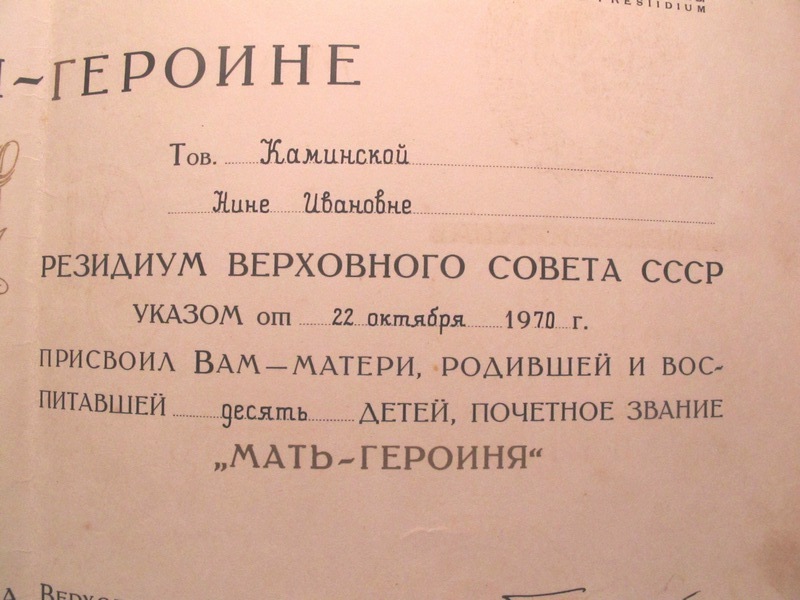 PRESIIDIUM
-ГЕРОИНЕ
Тов. Каминской
Нине Ивановне
РЕЗИДИУМ ВЕРХОВНОГО СОВЕТА СССР
УКАЗОМ от 22 октября 1970 г.
ПРИСВОИЛ ВАМ—МАТЕРИ, РОДИВШЕЙ И ВОС-
ПИТАВШЕЙ десять ДЕТЕЙ, ПОЧЕТНОЕ ЗВАНИЕ
„МАТЬ-ГЕРОИНЯ“